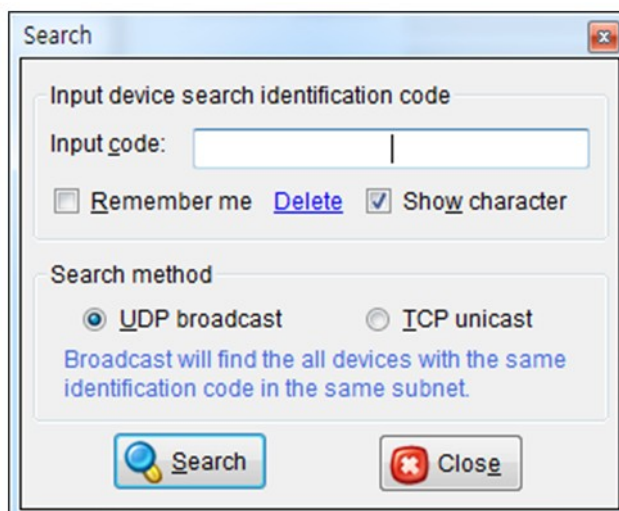 Search
Input device search identification code
Input code:
Remember me Delete Show character
Search method
UDP broadcast TCP unicast
Broadcast will find the all devices with the same
identification code in the same subnet.
Search Close